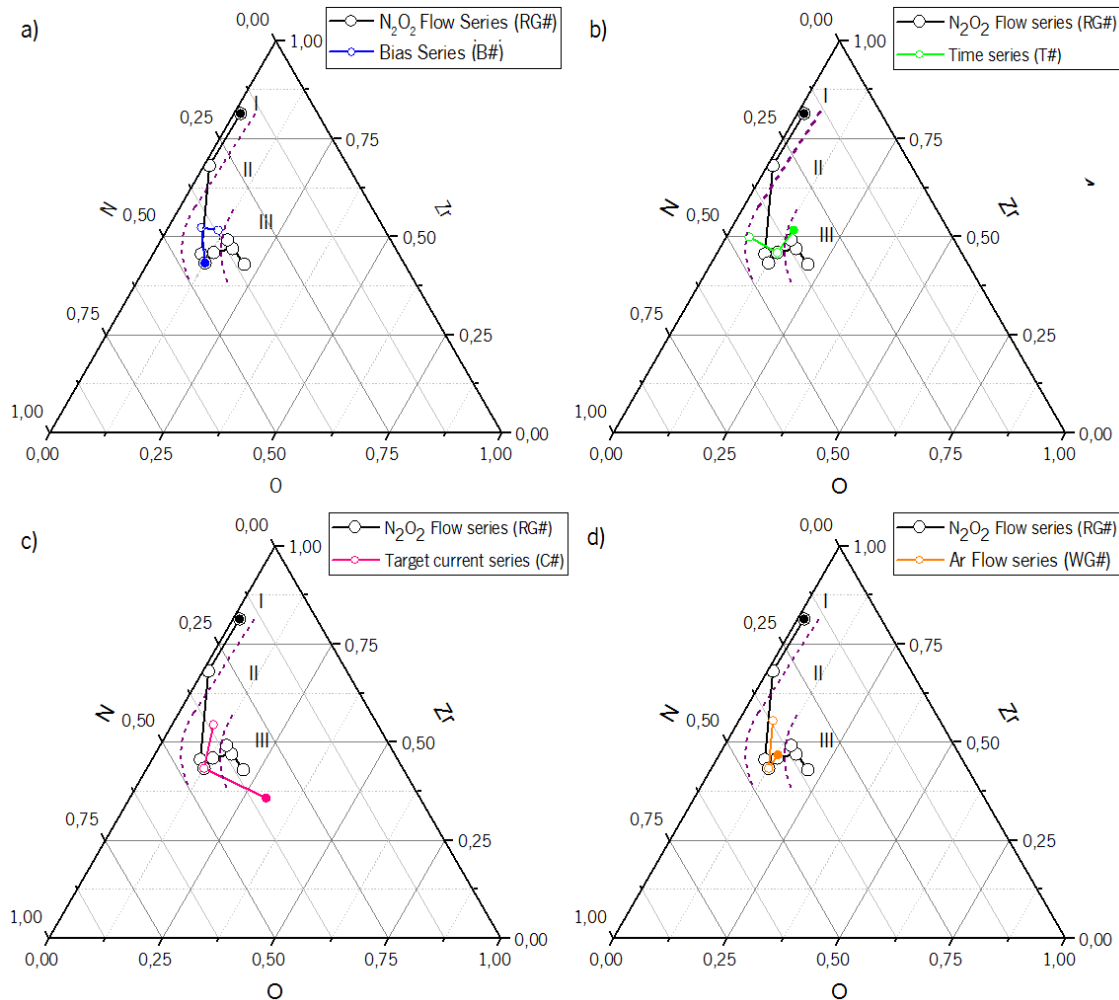 a)
N₂O₂ Flow Series (RG#)
Bias Series (B#)
0,00
1,00
I
0,25
0,75
II
N
Zr
0,50
III
0,50
0,75
0,25
1,00
0,00
0,00 0,25 0,50 0,75 1,00
O
b)
N₂O₂ Flow series (RG#)
Time series (T#)
0,00
1,00
I
0,25
0,75
II
N
Zr
0,50
III
0,50
0,75
0,25
1,00
0,00
0,00 0,25 0,50 0,75 1,00
O
c)
N₂O₂ Flow series (RG#)
Target current series (C#)
0,00
1,00
I
0,25
0,75
II
N
Zr
0,50
III
0,50
0,75
0,25
1,00
0,00
0,00 0,25 0,50 0,75 1,00
O
d)
N₂O₂ Flow series (RG#)
Ar Flow series (WG#)
0,00
1,00
I
0,25
0,75
II
N
Zr
0,50
III
0,50
0,75
0,25
1,00
0,00
0,00 0,25 0,50 0,75 1,00
O